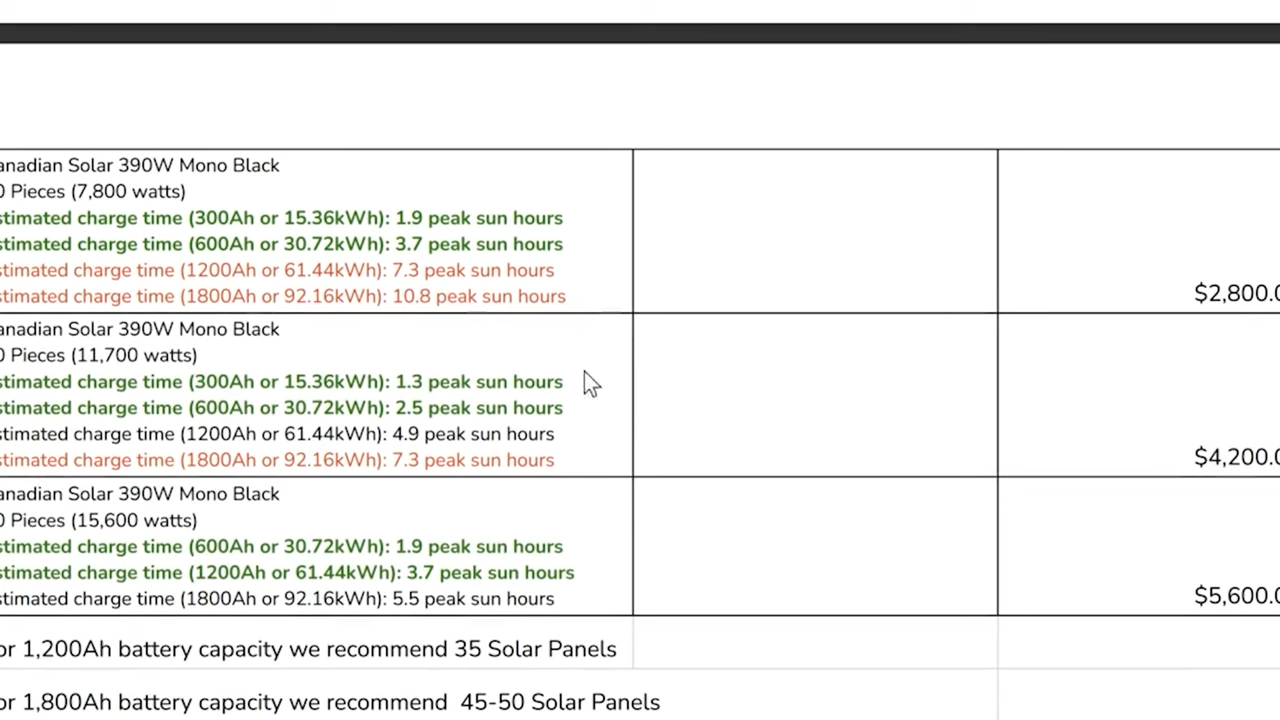 anadian Solar 390W Mono Black
0 Pieces (7,800 watts)
stimated charge time (300Ah or 15.36kWh): 1.9 peak sun hours
stimated charge time (600Ah or 30.72kWh): 3.7 peak sun hours
stimated charge time (1200Ah or 61.44kWh): 7.3 peak sun hours
stimated charge time (1800Ah or 92.16kWh): 10.8 peak sun hours
$2,800.0
anadian Solar 390W Mono Black
0 Pieces (11,700 watts)
stimated charge time (300Ah or 15.36kWh): 1.3 peak sun hours
stimated charge time (600Ah or 30.72kWh): 2.5 peak sun hours
stimated charge time (1200Ah or 61.44kWh): 4.9 peak sun hours
stimated charge time (1800Ah or 92.16kWh): 7.3 peak sun hours
$4,200.0
anadian Solar 390W Mono Black
0 Pieces (15,600 watts)
stimated charge time (600Ah or 30.72kWh): 1.9 peak sun hours
stimated charge time (1200Ah or 61.44kWh): 3.7 peak sun hours
stimated charge time (1800Ah or 92.16kWh): 5.5 peak sun hours
$5,600.0
or 1,200Ah battery capacity we recommend 35 Solar Panels
or 1,800Ah battery capacity we recommend  45-50 Solar Panels